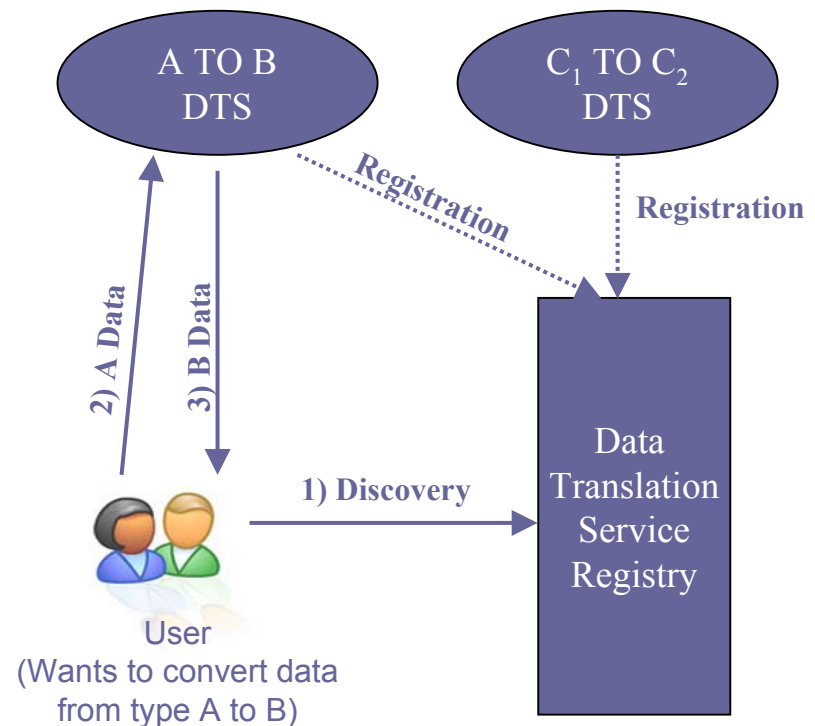 A TO B
DTS
C₁ TO C₂
DTS
Registration
Registration
2) A Data
3) B Data
1) Discovery
Data
Translation
Service
Registry
User
(Wants to convert data
from type A to B)